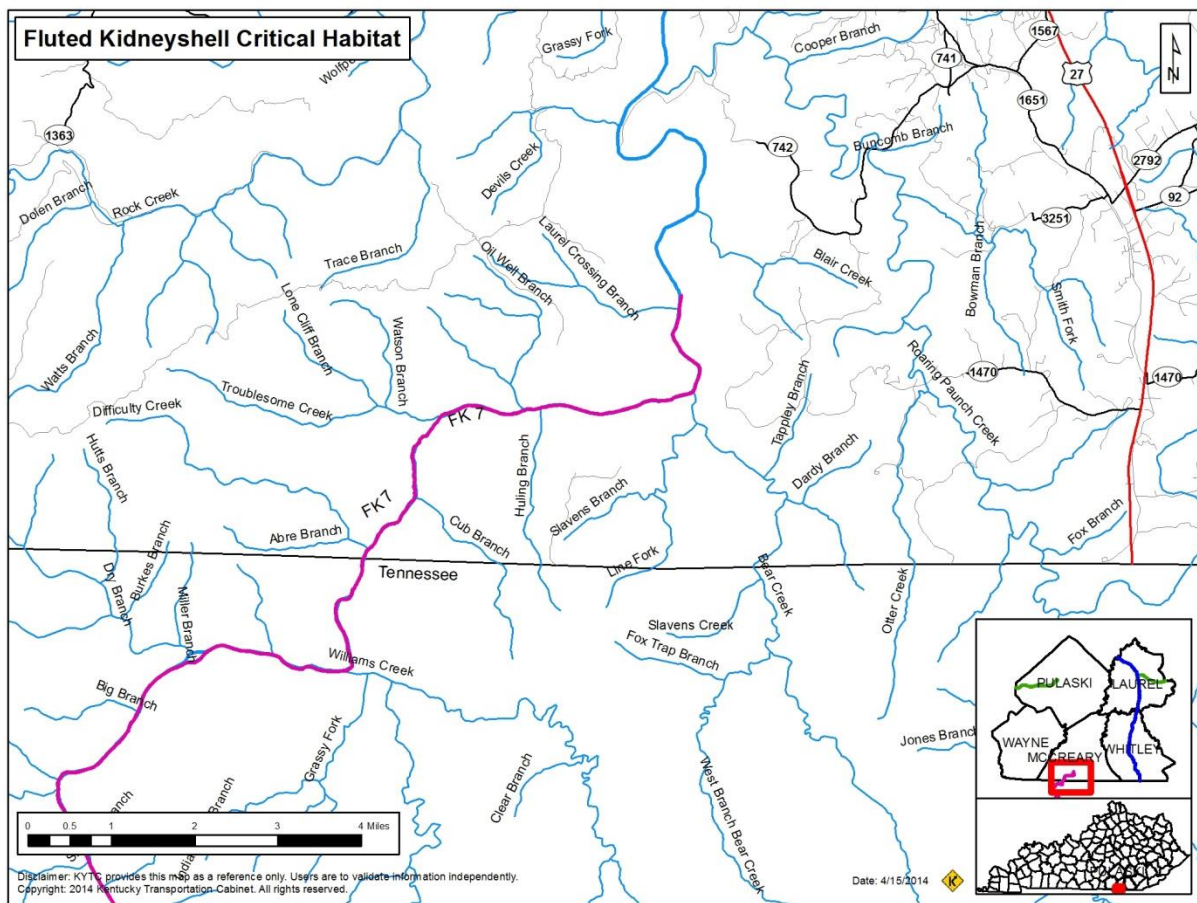 Fluted Kidneyshell Critical Habitat
Grassy Fork
Cooper Branch
1567
741
27
N
1651
1363
742
Buncomb Branch
2792
Devils Creek
92
Dolen Branch
Rock Creek
3251
Trace Branch
Oil Well Branch
Laurel Crossing Branch
Blair Creek
Bowman Branch
Smith Fork
Lone Cliff Branch
Watson Branch
Watts Branch
Roaring Paunch Creek
1470
1470
Troublesome Creek
Tappley Branch
Difficulty Creek
FK 7
Hutts Branch
Huling Branch
Dardy Branch
FK 7
Slavens Branch
Abre Branch
Cub Branch
Fox Branch
Burkes Branch
Line Fork
Tennessee
Dry Branch
Miller Branch
Bear Creek
Otter Creek
Slavens Creek
Fox Trap Branch
Williams Creek
Big Branch
PULASKI
LAUREL
Grassy Fork
Jones Branch
WAYNE
MCCREARY
WHITLEY
Clear Branch
West Branch Bear Creek
Branch
Branch
0 0.5 1 2 3 4 Miles
PULASKI
Disclaimer: KYTC provides this map as a reference only. Users are to validate information independently.
Copyright: 2014 Kentucky Transportation Cabinet. All rights reserved.
Date: 4/15/2014